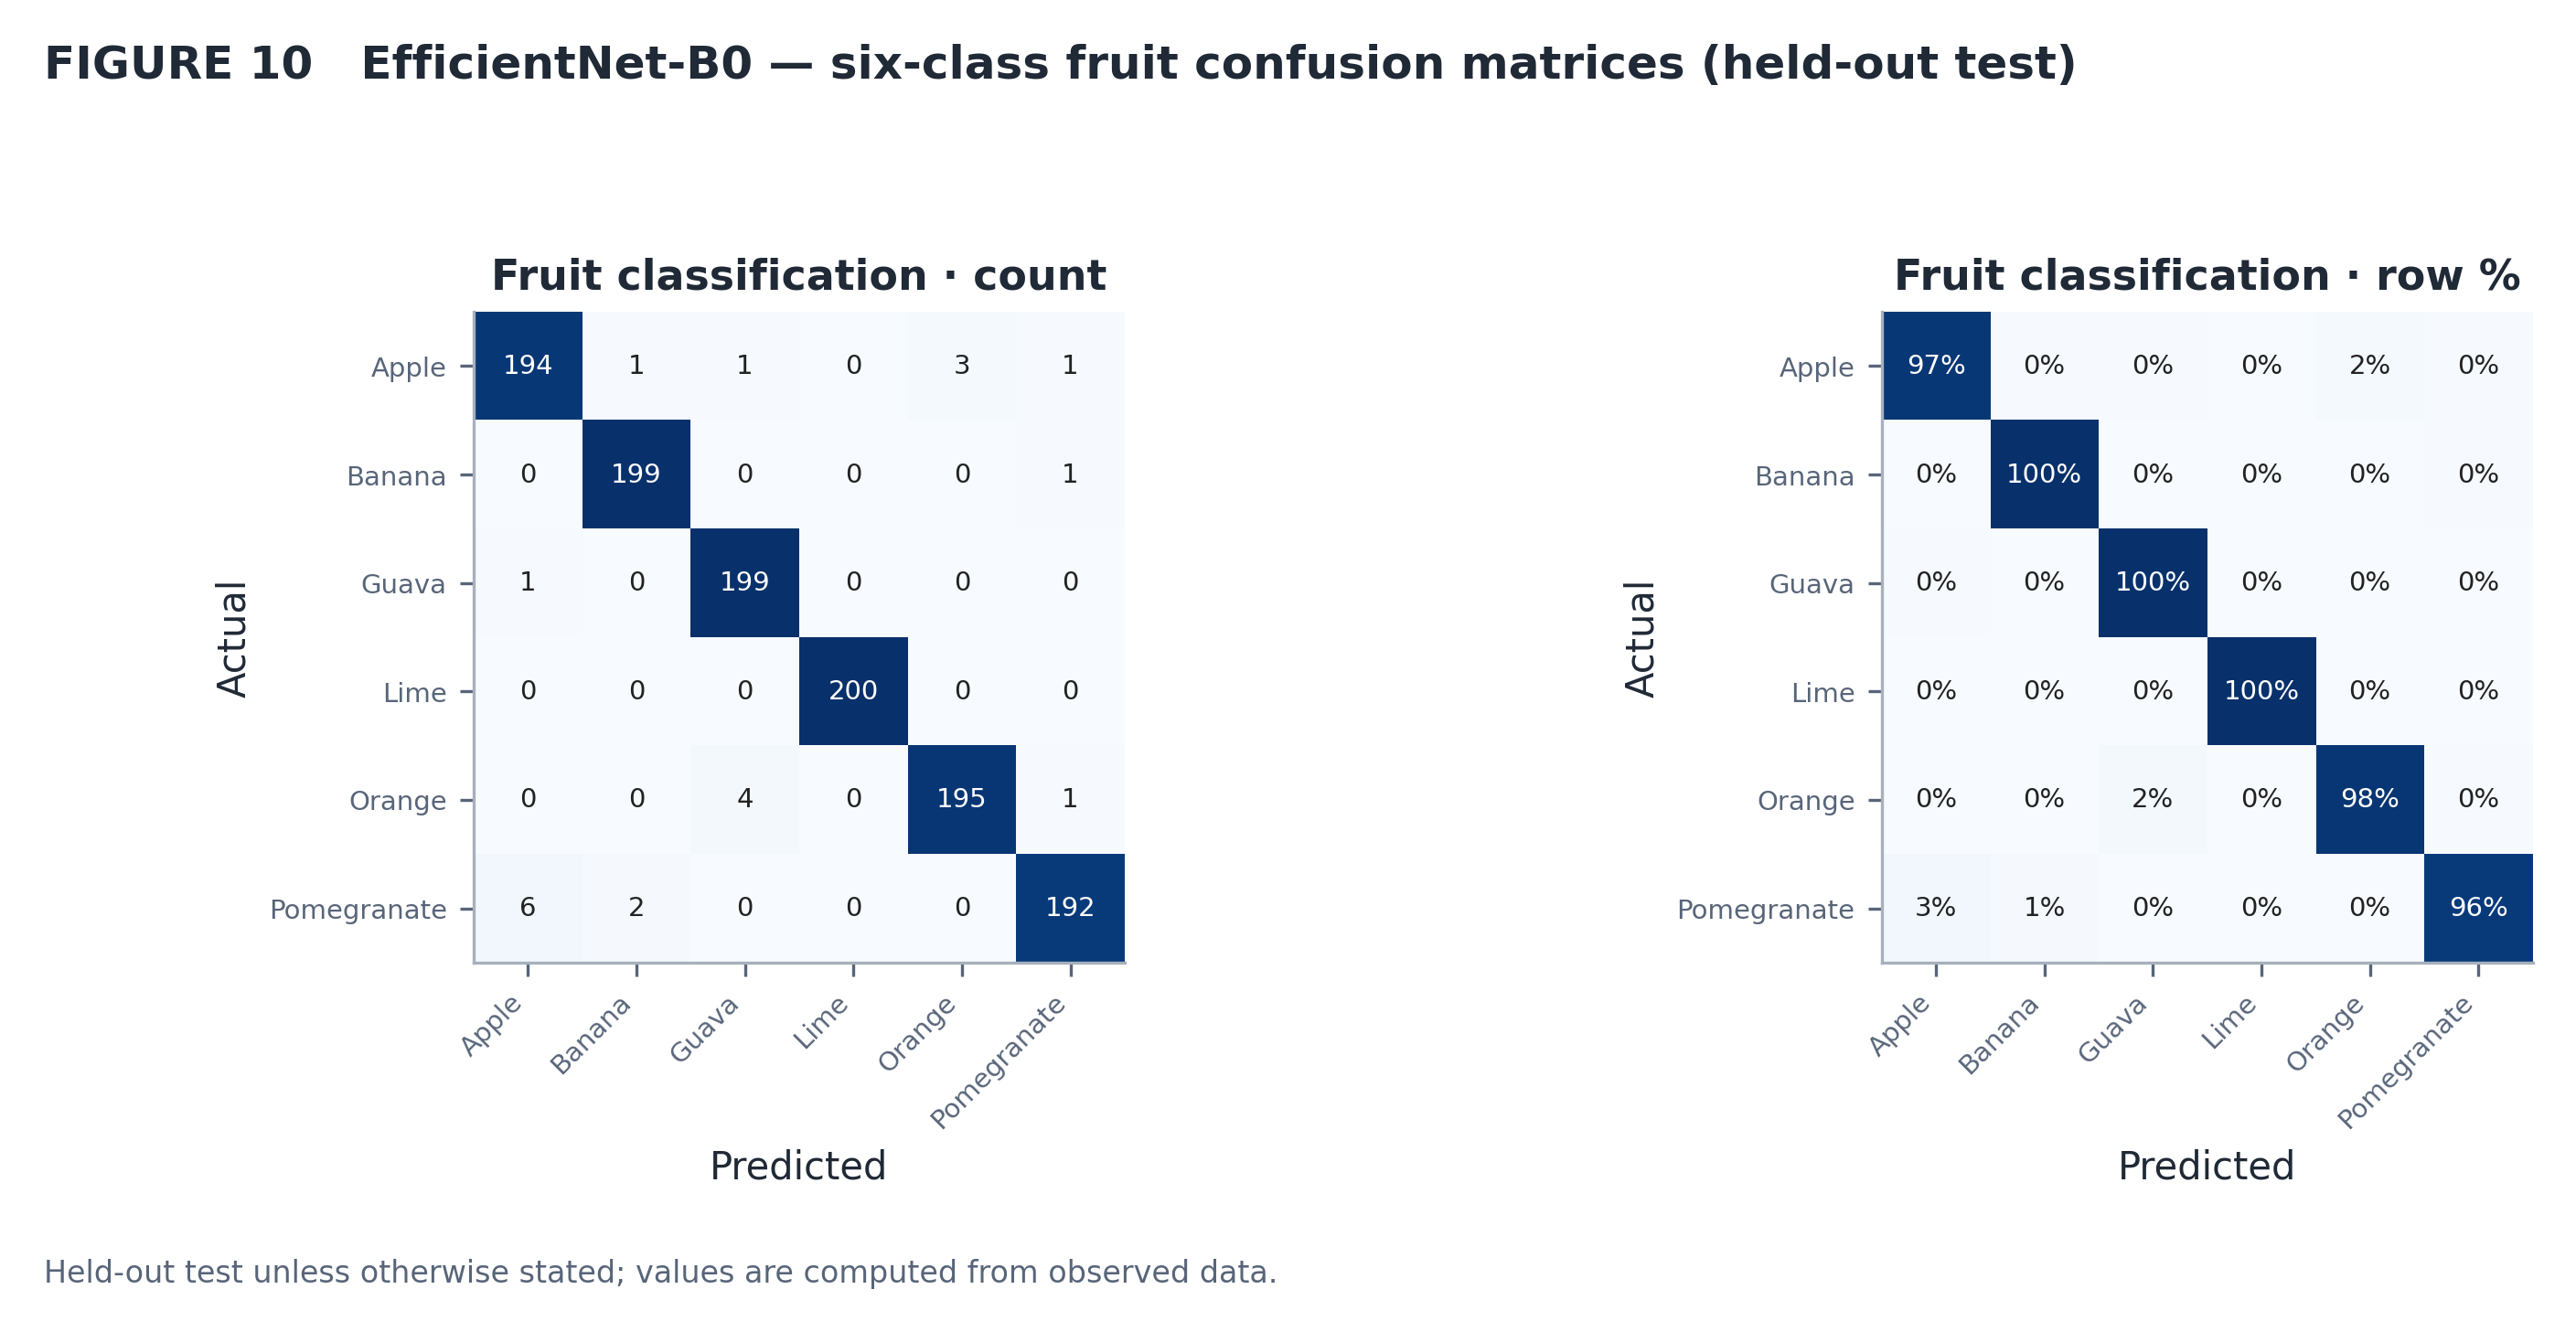 FIGURE 10 EfficientNet-B0 — six-class fruit confusion matrices (held-out test)
Fruit classification · count
Actual
Apple 194 1 1 0 3 1
Banana 0 199 0 0 0 1
Guava 1 0 199 0 0 0
Lime 0 0 0 200 0 0
Orange 0 0 4 0 195 1
Pomegranate 6 2 0 0 0 192
Apple Banana Guava Lime Orange Pomegranate
Predicted
Fruit classification · row %
Actual
Apple 97% 0% 0% 0% 2% 0%
Banana 0% 100% 0% 0% 0% 0%
Guava 0% 0% 100% 0% 0% 0%
Lime 0% 0% 0% 100% 0% 0%
Orange 0% 0% 2% 0% 98% 0%
Pomegranate 3% 1% 0% 0% 0% 96%
Apple Banana Guava Lime Orange Pomegranate
Predicted
Held-out test unless otherwise stated; values are computed from observed data.